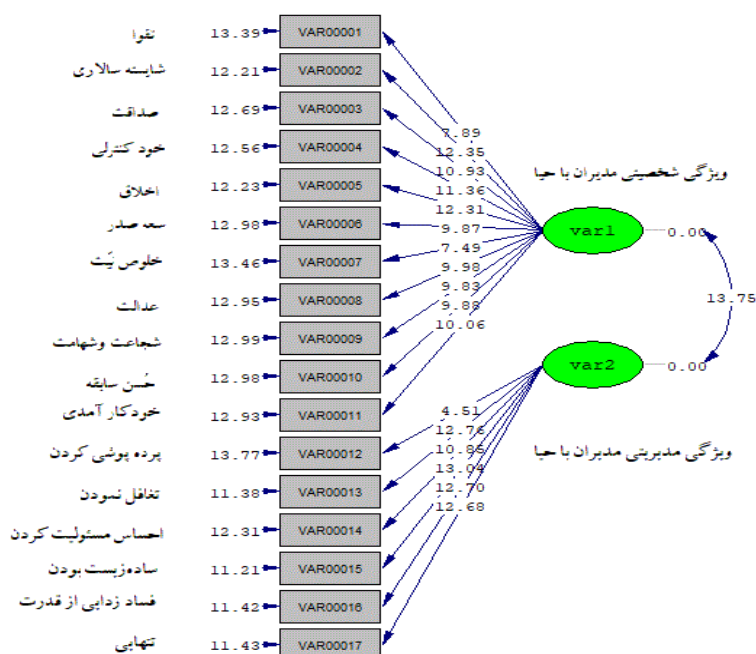 تقوا 13.39 VAR00001
شایسته سالاری 12.21 VAR00002
صداقت 12.69 VAR00003
خود کنترلی 12.56 VAR00004
اخلاق 12.23 VAR00005
سعه صدر 12.98 VAR00006
خلوص نیّت 13.46 VAR00007
عدالت 12.95 VAR00008
شجاعت وشهامت 12.99 VAR00009
حُسن سابقه 12.98 VAR00010
خودکار آمدی 12.93 VAR00011
پرده پوشی کردن 13.77 VAR00012
تغافل نمودن 11.38 VAR00013
احساس مسئولیت کردن 12.31 VAR00014
ساده‌زیست بودن 11.21 VAR00015
فساد زدایی از قدرت 11.42 VAR00016
تنهایی 11.43 VAR00017
7.89
12.35
10.93
11.36
12.31
9.87
7.49
9.98
9.83
9.88
10.06
4.51
12.76
10.85
13.04
12.70
12.68
ویژگی شخصیتی مدیران با حیا
var1 0.00
13.75
var2 0.00
ویژگی مدیریتی مدیران با حیا